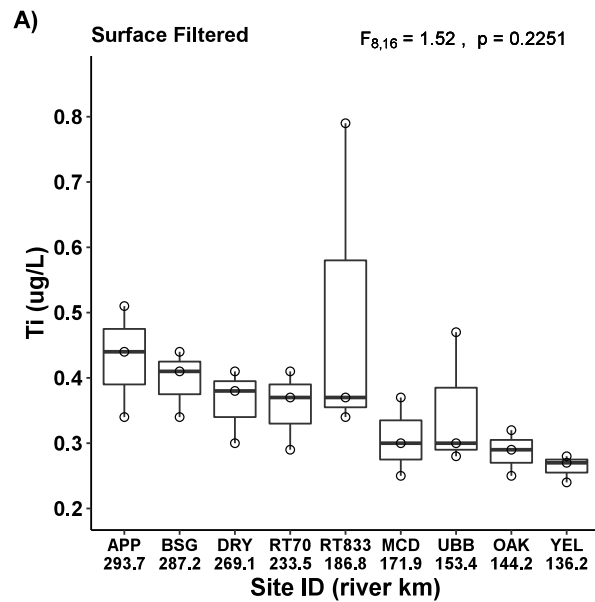 A)
Surface Filtered
F8,16 = 1.52 , p = 0.2251
Ti (ug/L)
0.8
0.7
0.6
0.5
0.4
0.3
0.2
APP BSG DRY RT70 RT833 MCD UBB OAK YEL
293.7 287.2 269.1 233.5 186.8 171.9 153.4 144.2 136.2
Site ID (river km)